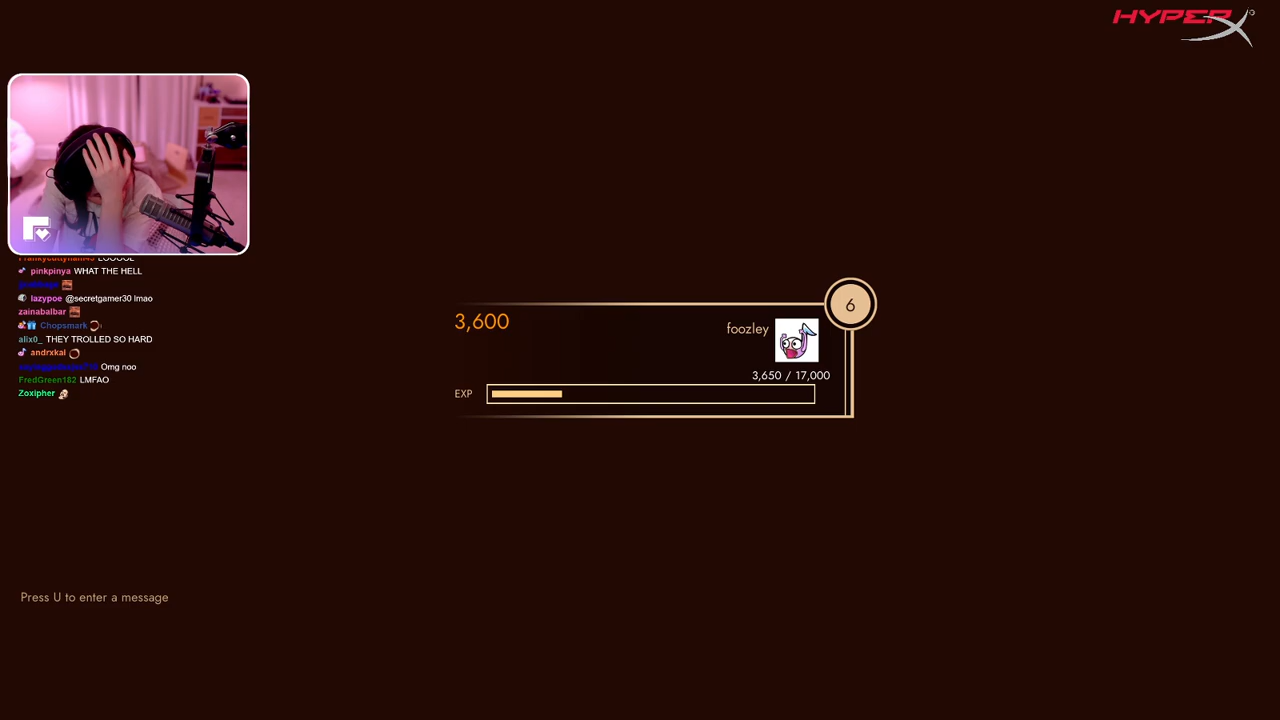 HYPERX
LOOOOL
pinkpinya WHAT THE HELL
lazypoe @secretgamer30 lmao
zainabalbar
Chopsmark
alix0_ THEY TROLLED SO HARD
andrxkai
Omg noo
FredGreen162 LMFAO
Zoxipher
6
3,600
foozley
3,650 / 17,000
EXP
Press U to enter a message